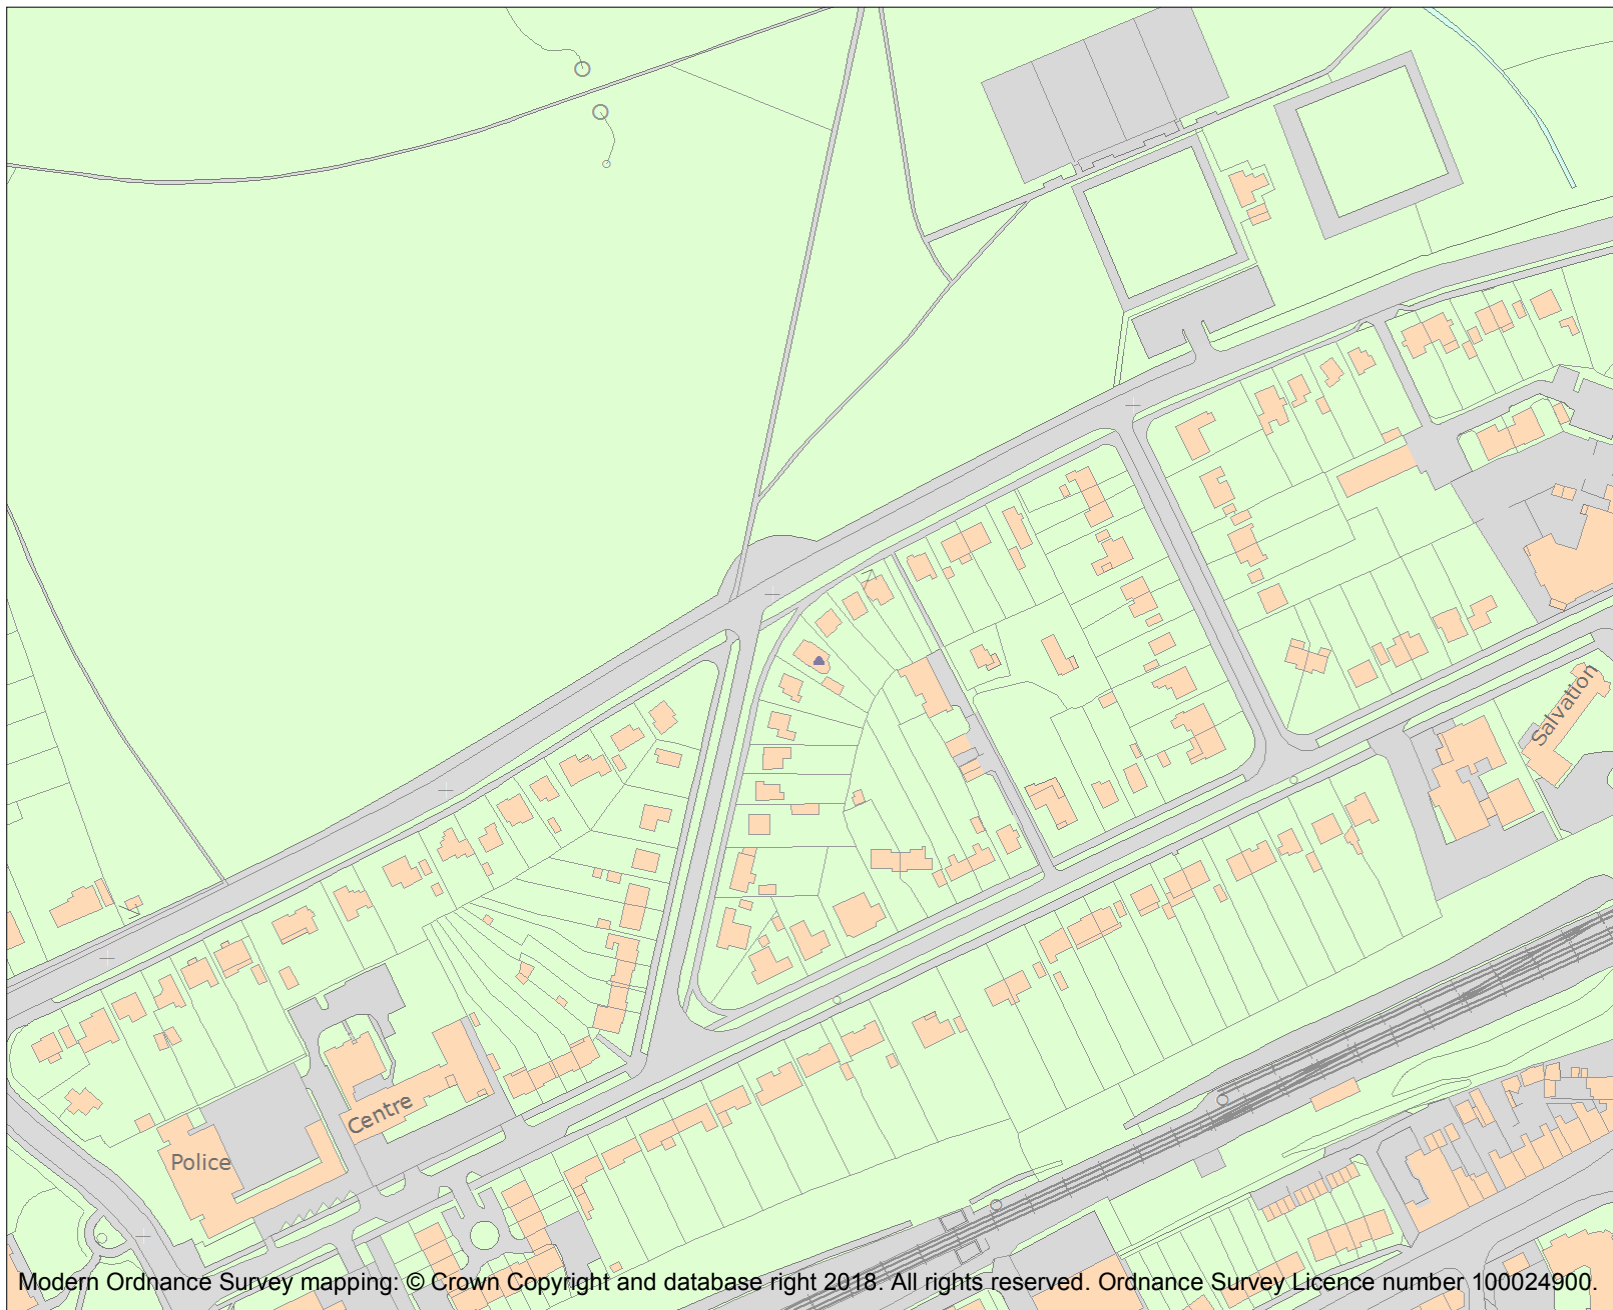 Salvation
Centre
Police
Modern Ordnance Survey mapping: © Crown Copyright and database right 2018. All rights reserved. Ordnance Survey Licence number 100024900.